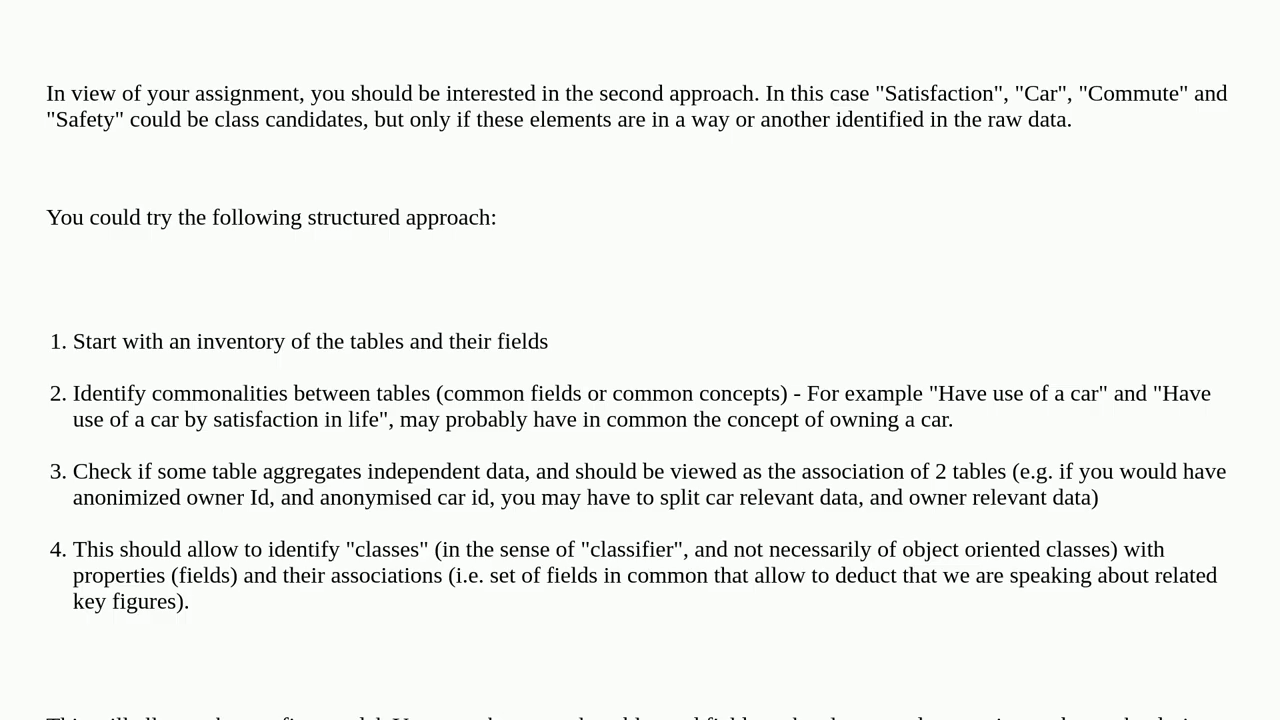 In view of your assignment, you should be interested in the second approach. In this case "Satisfaction", "Car", "Commute" and
"Safety" could be class candidates, but only if these elements are in a way or another identified in the raw data.
You could try the following structured approach:
1. Start with an inventory of the tables and their fields
2. Identify commonalities between tables (common fields or common concepts) - For example "Have use of a car" and "Have
use of a car by satisfaction in life", may probably have in common the concept of owning a car.
3. Check if some table aggregates independent data, and should be viewed as the association of 2 tables (e.g. if you would have
anonimized owner Id, and anonymised car id, you may have to split car relevant data, and owner relevant data)
4. This should allow to identify "classes" (in the sense of "classifier", and not necessarily of object oriented classes) with
properties (fields) and their associations (i.e. set of fields in common that allow to deduct that we are speaking about related
key figures).